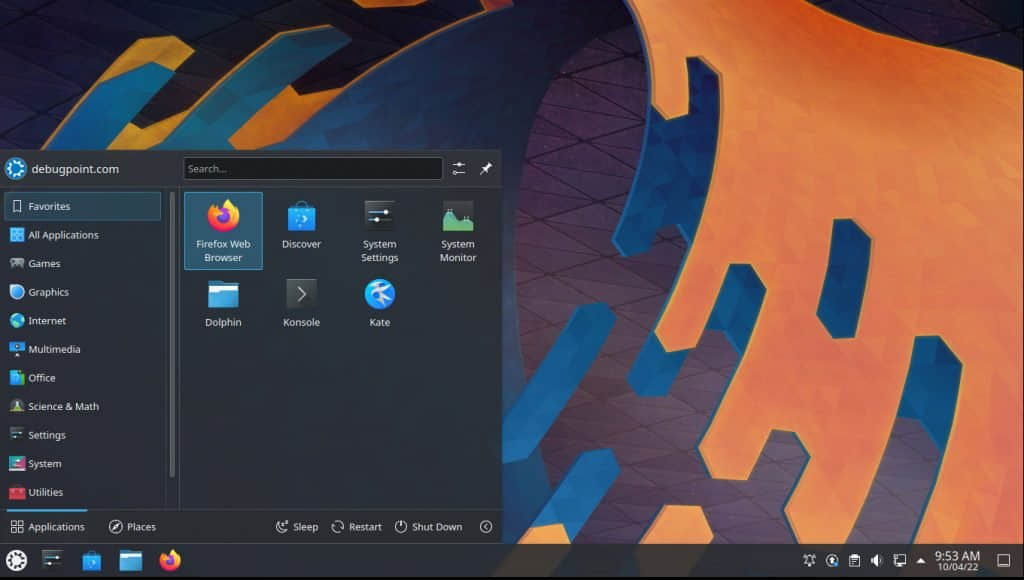 debugpoint.com
Search...
Favorites
All Applications
Games
Graphics
Internet
Multimedia
Office
Science & Math
Settings
System
Utilities
Firefox Web
Browser
Discover
System
Settings
System
Monitor
Dolphin
Konsole
Kate
Applications
Places
Sleep
Restart
Shut Down
9:53 AM
10/04/22